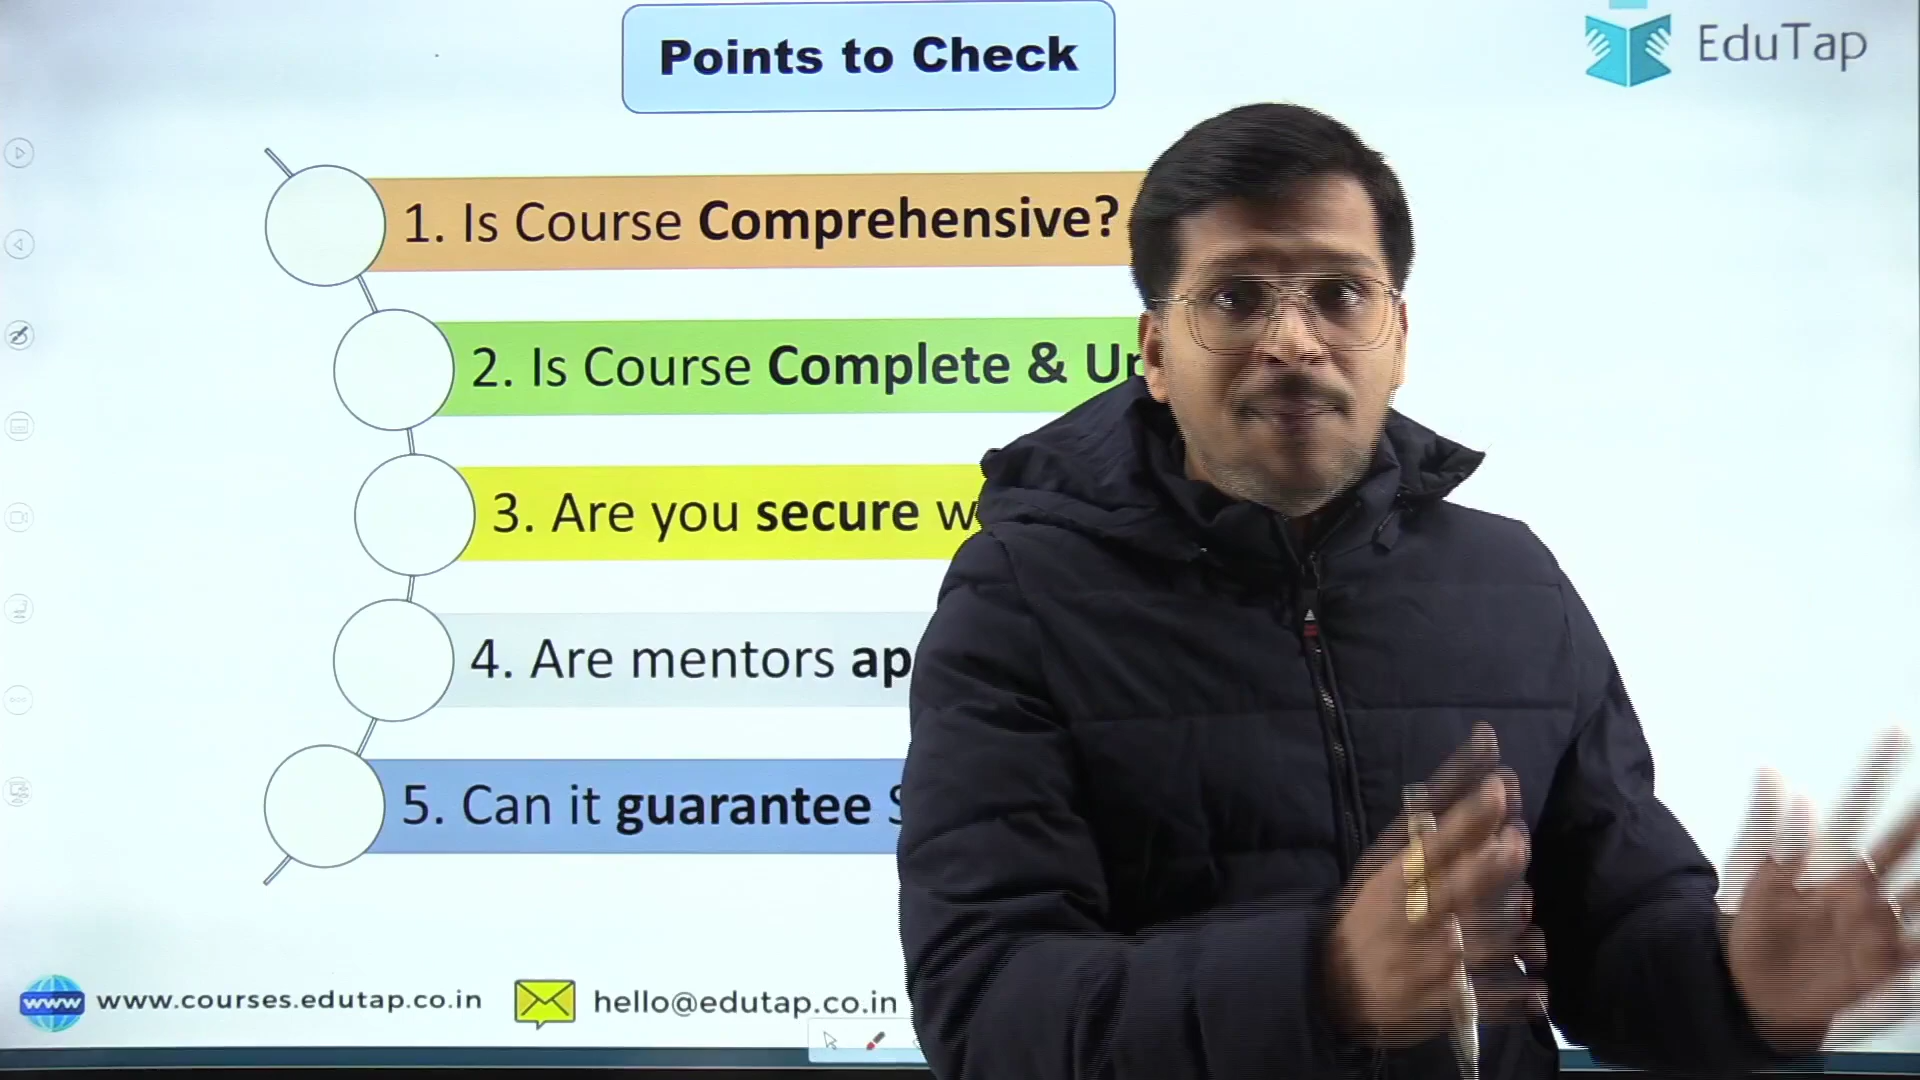 Points to Check
EduTap
1. Is Course Comprehensive?
2. Is Course Complete &
3. Are you secure
4. Are mentors
5. Can it guarantee
www
www.courses.edutap.co.in
hello@edutap.co.in